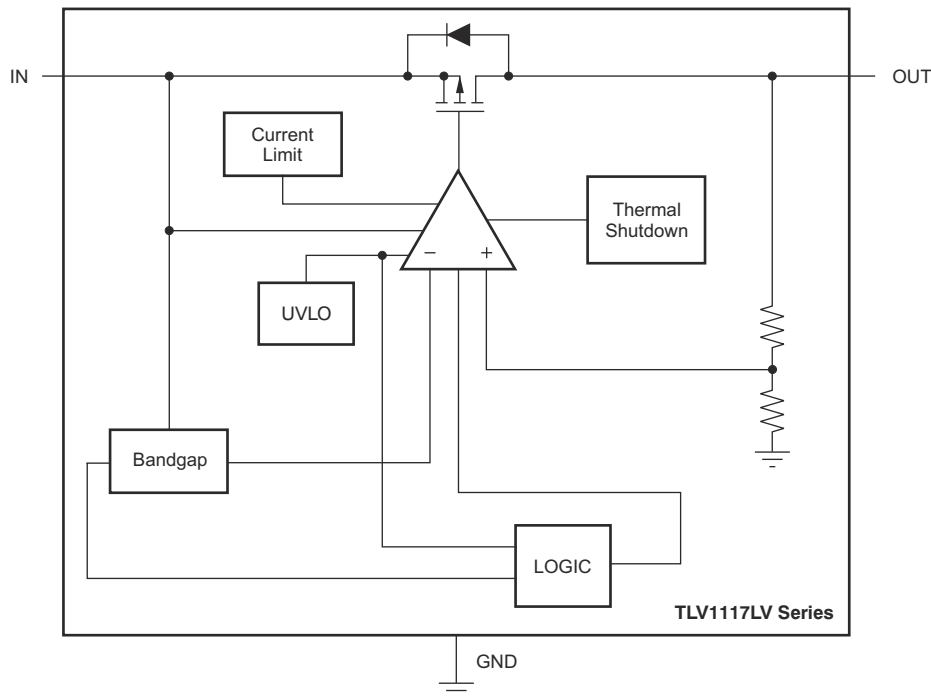 IN
OUT
Current
Limit
Thermal
Shutdown
− +
UVLO
Bandgap
LOGIC
TLV1117LV Series
GND